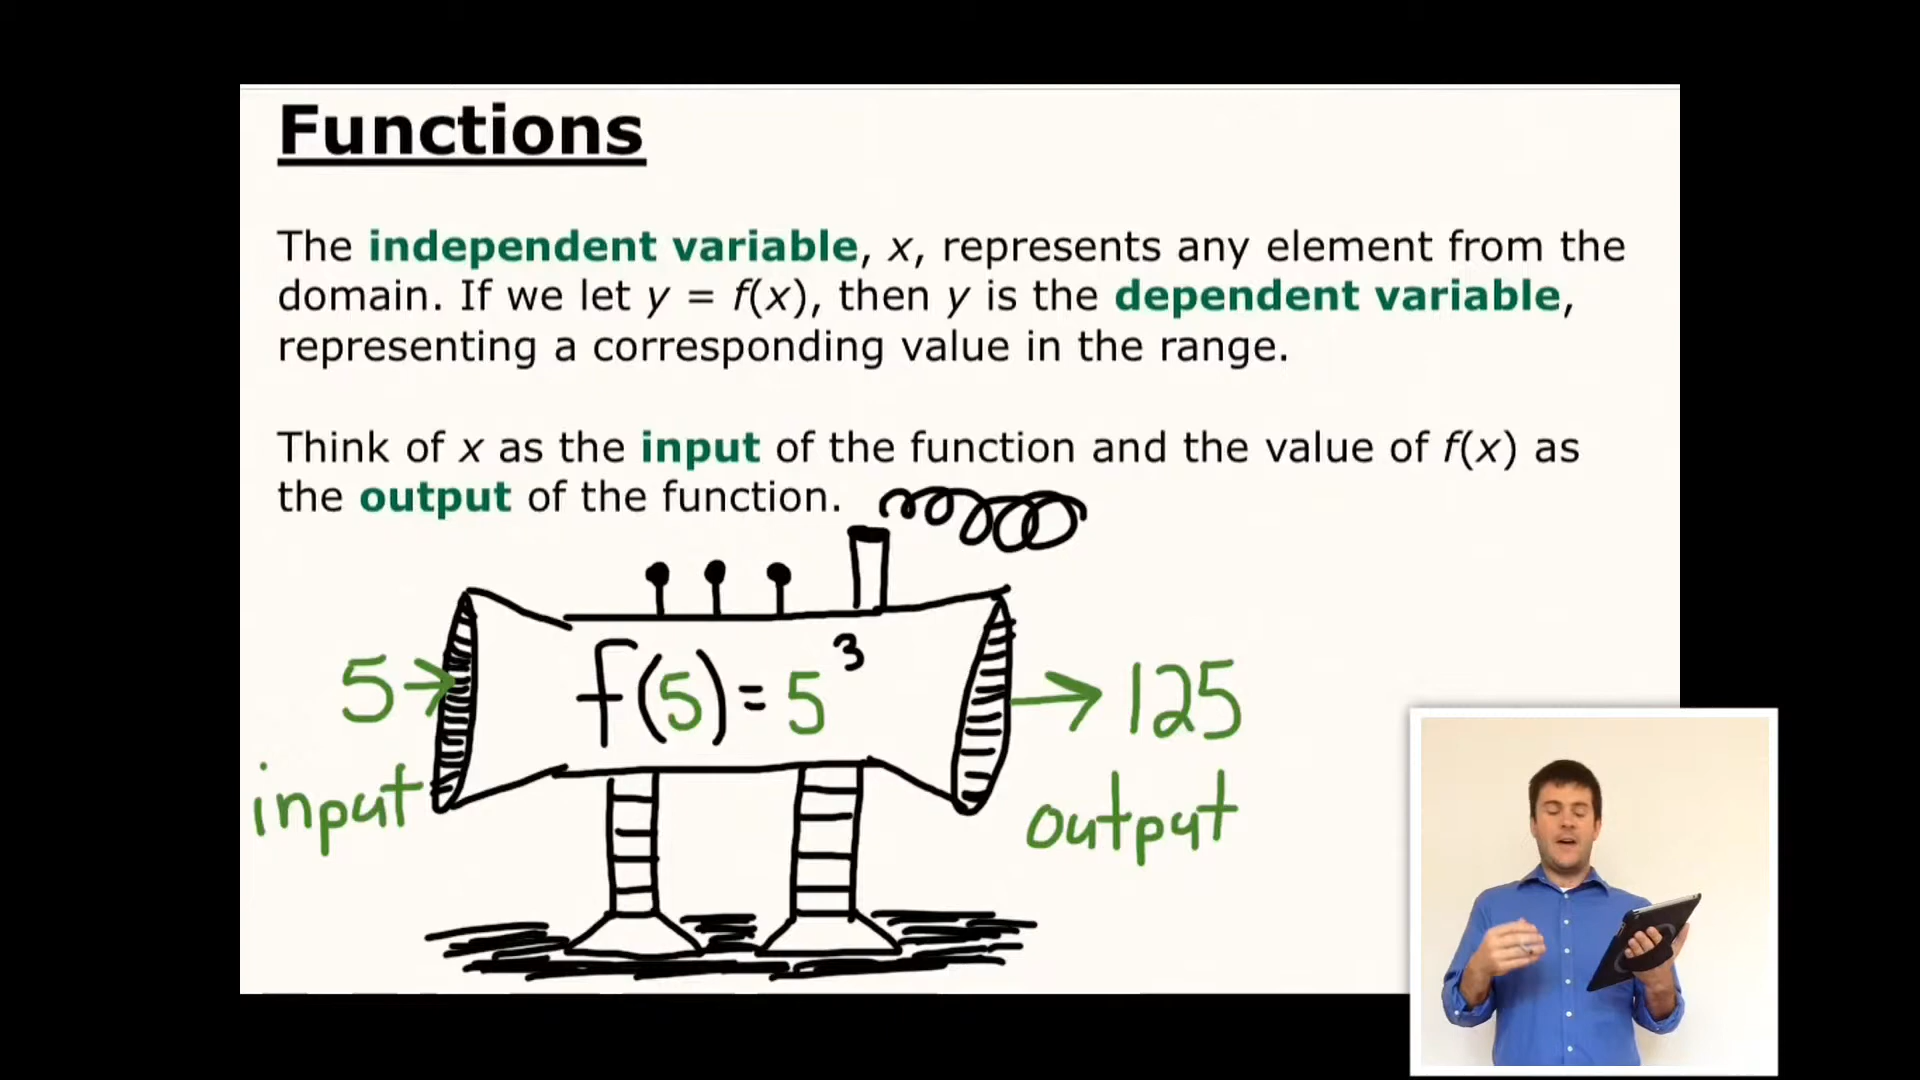 Functions
The independent variable, x, represents any element from the
domain. If we let y = f(x), then y is the dependent variable,
representing a corresponding value in the range.
Think of x as the input of the function and the value of f(x) as
the output of the function.
5 → f(5) = 5³ → 125
input output